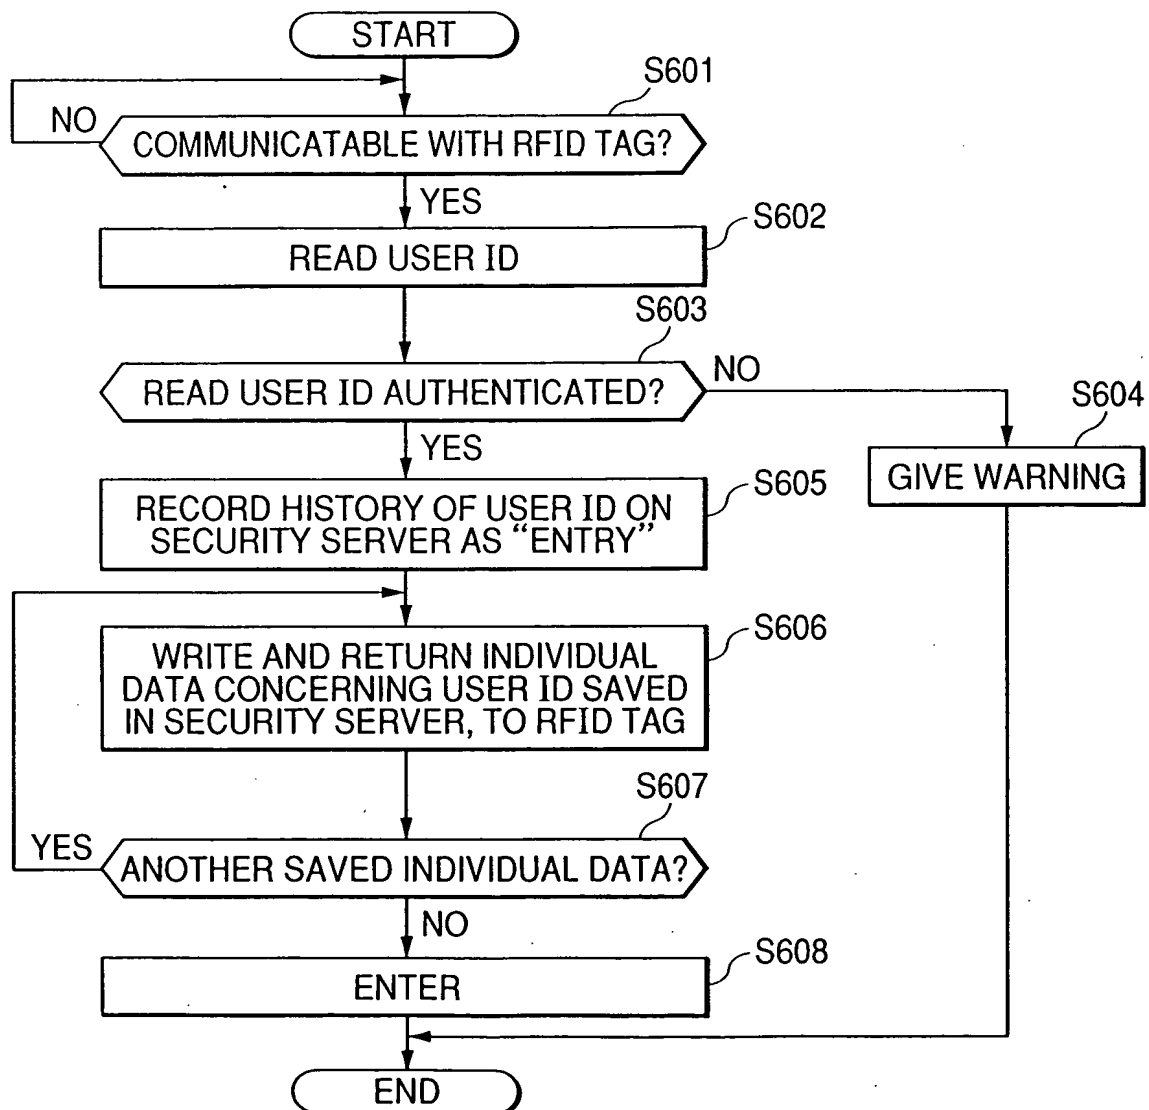 START
S601
NO
COMMUNICATABLE WITH RFID TAG?
YES
S602
READ USER ID
S603
READ USER ID AUTHENTICATED?
NO
S604
YES
GIVE WARNING
S605
RECORD HISTORY OF USER ID ON
SECURITY SERVER AS “ENTRY”
S606
WRITE AND RETURN INDIVIDUAL
DATA CONCERNING USER ID SAVED
IN SECURITY SERVER, TO RFID TAG
S607
YES
ANOTHER SAVED INDIVIDUAL DATA?
NO
S608
ENTER
END